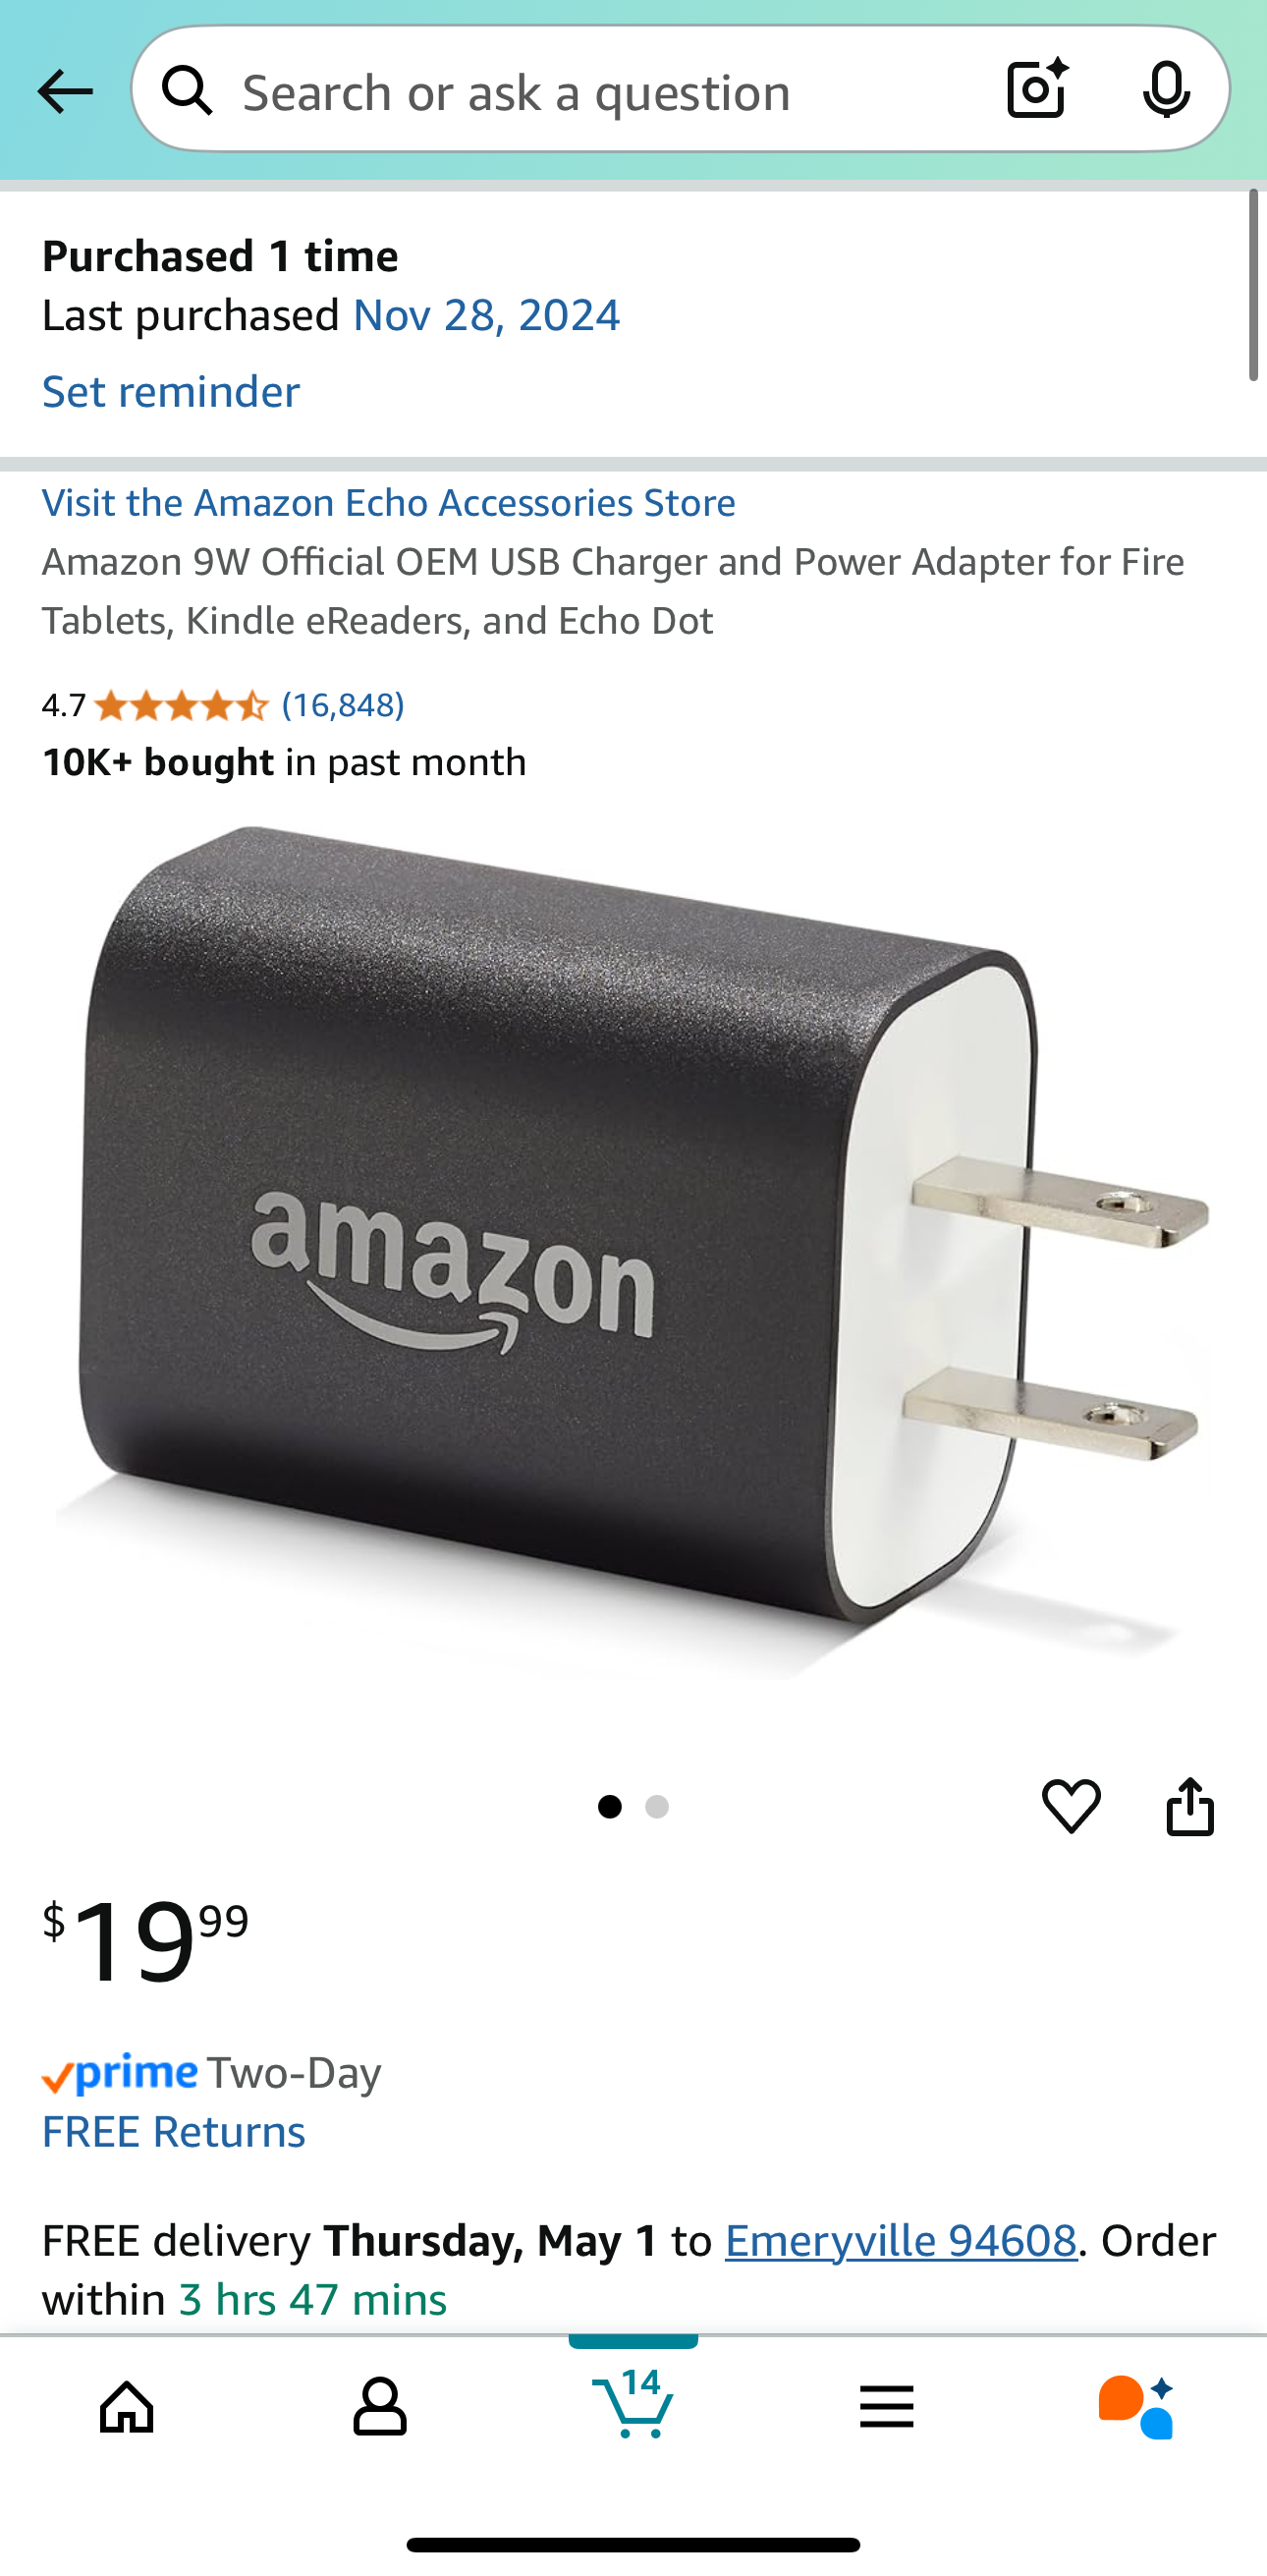 Search or ask a question
Purchased 1 time
Last purchased Nov 28, 2024
Set reminder
Visit the Amazon Echo Accessories Store
Amazon 9W Official OEM USB Charger and Power Adapter for Fire
Tablets, Kindle eReaders, and Echo Dot
4.7 (16,848)
10K+ bought in past month
amazon
$19 99
prime Two-Day
FREE Returns
FREE delivery Thursday, May 1 to Emeryville 94608. Order
within 3 hrs 47 mins
14